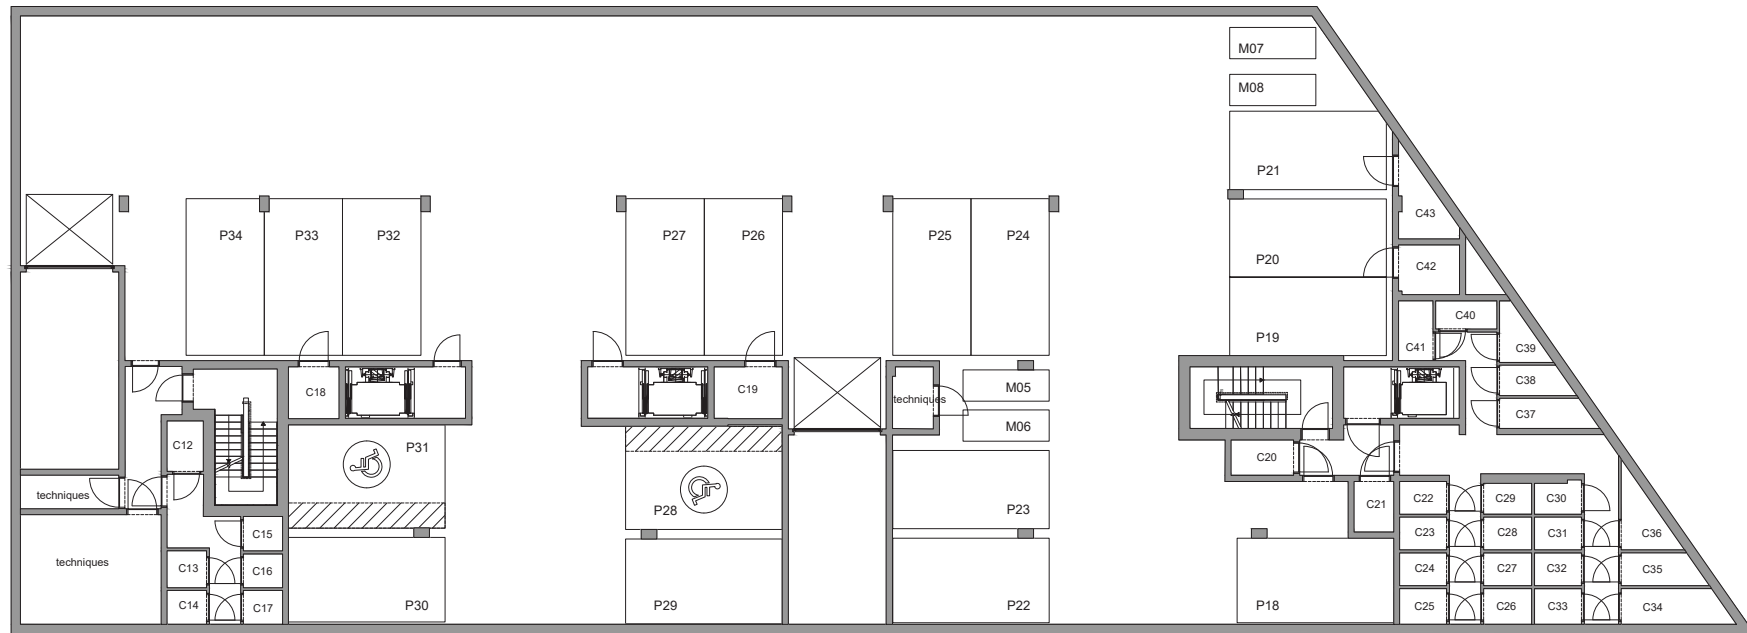 M07
M08
P21
C43
P34
P33
P32
P27
P26
P25
P24
P20
C42
C40
P19
C41
C39
C38
C37
C18
C19
techniques
M05
M06
C12
P31
C20
techniques
P28
P23
C21
C22
C29
C30
C15
C23
C28
C31
C36
techniques
C13
C16
C24
C27
C32
C35
C14
C17
P30
P29
P22
P18
C25
C26
C33
C34